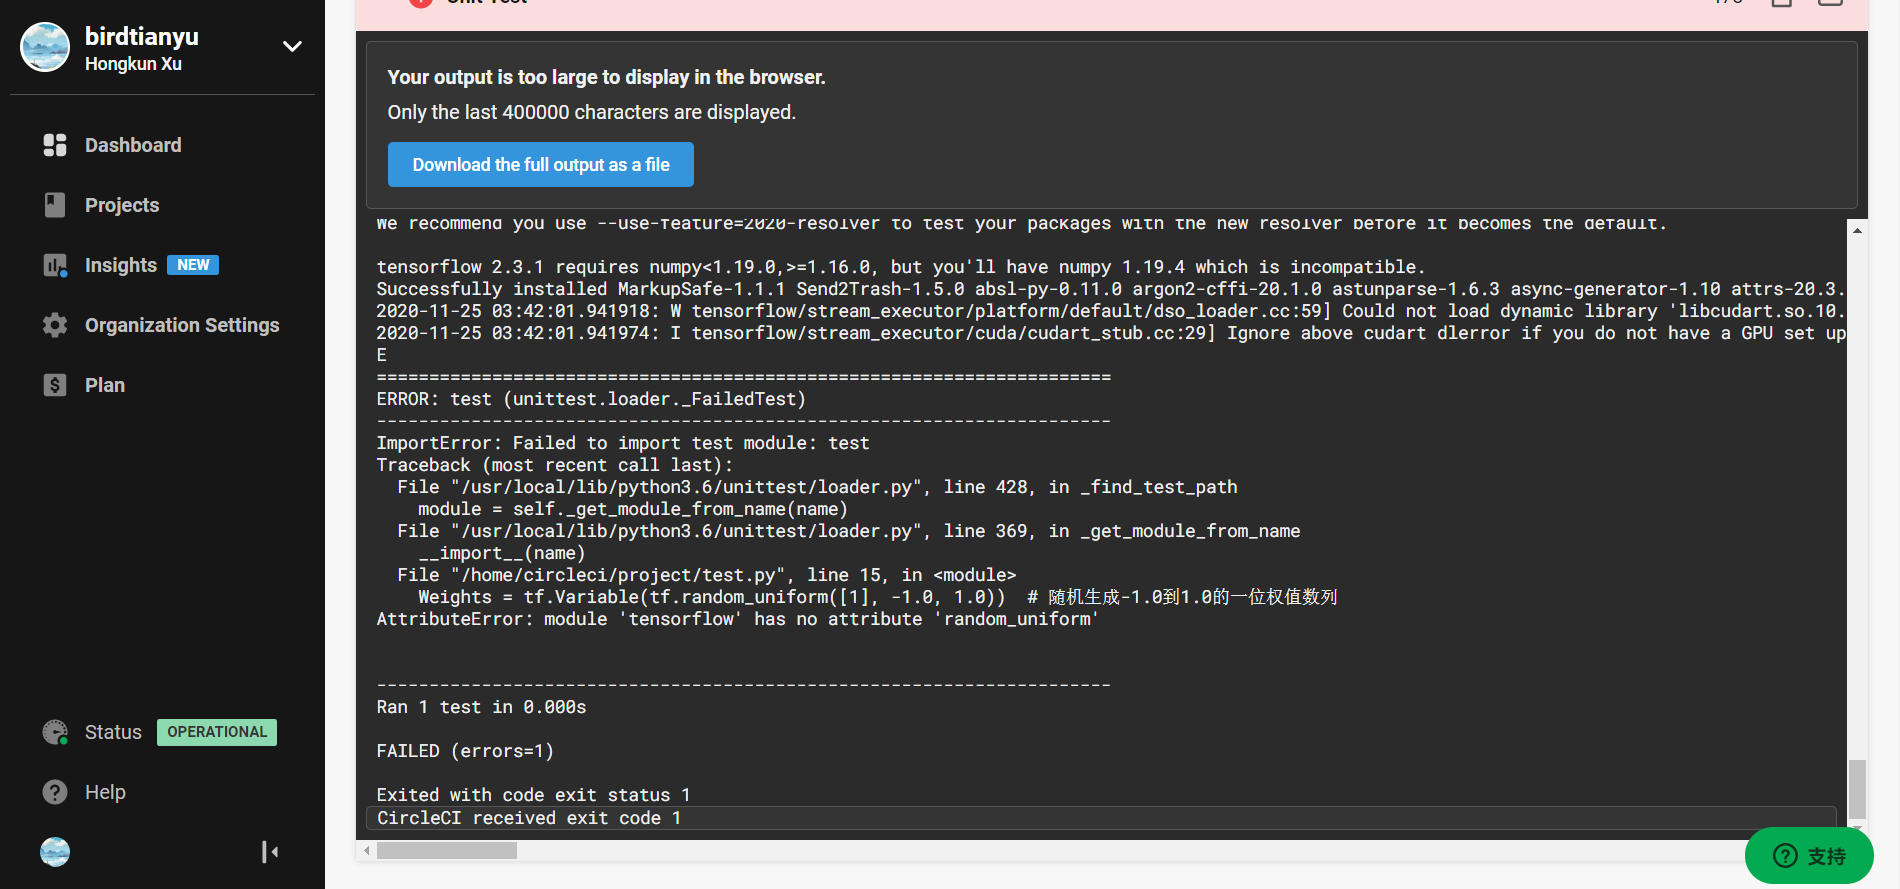 birdtianyu
Hongkun Xu
Dashboard
Projects
Insights NEW
Organization Settings
Plan
Status OPERATIONAL
Help
Unit Test
Your output is too large to display in the browser.
Only the last 400000 characters are displayed.
Download the full output as a file
We recommend you use --use-feature=2020-resolver to test your packages with the new resolver before it becomes the default.
tensorflow 2.3.1 requires numpy<1.19.0,>=1.16.0, but you'll have numpy 1.19.4 which is incompatible.
Successfully installed MarkupSafe-1.1.1 Send2Trash-1.5.0 absl-py-0.11.0 argon2-cffi-20.1.0 astunparse-1.6.3 async-generator-1.10 attrs-20.3.
2020-11-25 03:42:01.941918: W tensorflow/stream_executor/platform/default/dso_loader.cc:59] Could not load dynamic library 'libcudart.so.10.
2020-11-25 03:42:01.941974: I tensorflow/stream_executor/cuda/cudart_stub.cc:29] Ignore above cudart dlerror if you do not have a GPU set up
E
======================================================================
ERROR: test (unittest.loader._FailedTest)
----------------------------------------------------------------------
ImportError: Failed to import test module: test
Traceback (most recent call last):
File "/usr/local/lib/python3.6/unittest/loader.py", line 428, in _find_test_path
module = self._get_module_from_name(name)
File "/usr/local/lib/python3.6/unittest/loader.py", line 369, in _get_module_from_name
__import__(name)
File "/home/circleci/project/test.py", line 15, in <module>
Weights = tf.Variable(tf.random_uniform([1], -1.0, 1.0))  # 随机生成-1.0到1.0的一位权值数列
AttributeError: module 'tensorflow' has no attribute 'random_uniform'
----------------------------------------------------------------------
Ran 1 test in 0.000s
FAILED (errors=1)
Exited with code exit status 1
CircleCI received exit code 1
支持